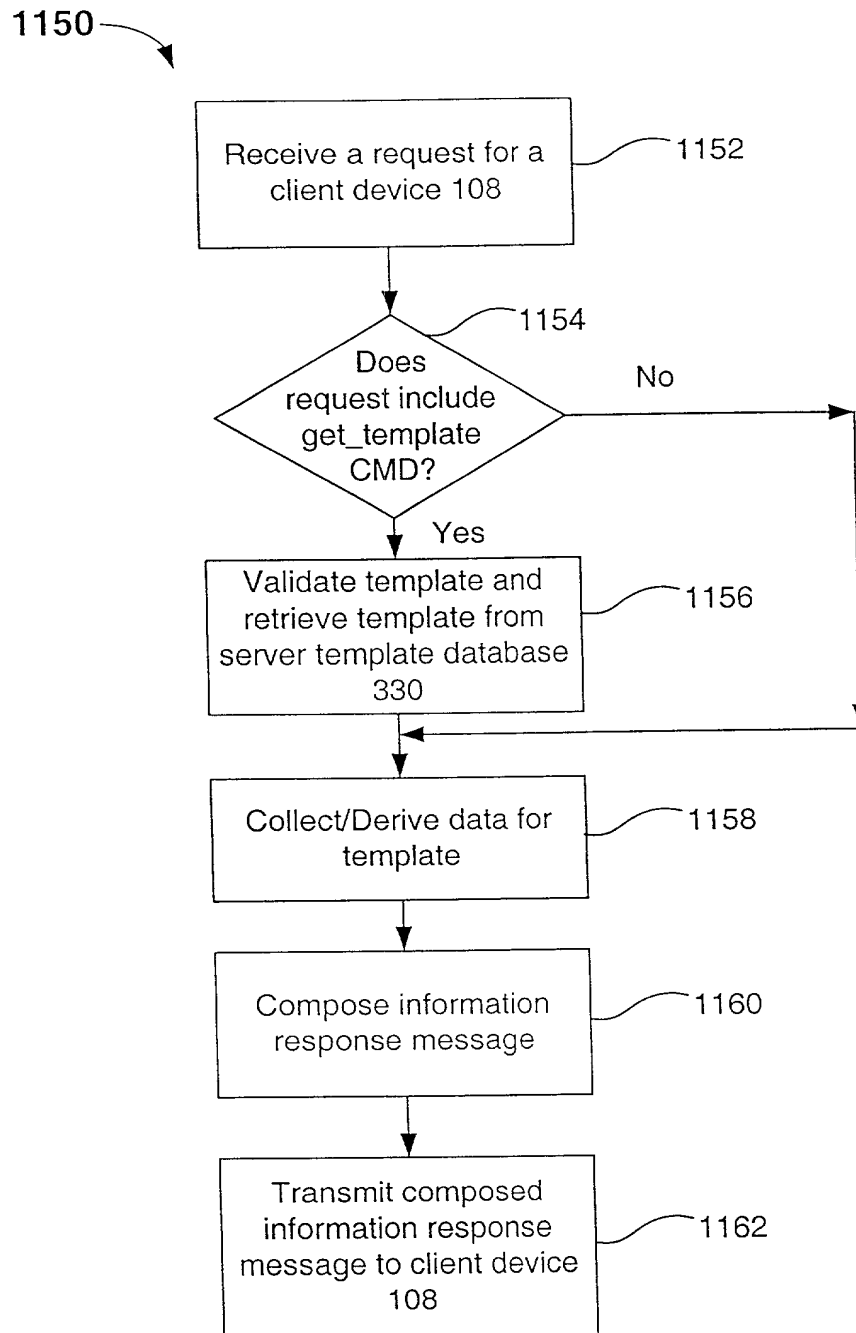 1150
Receive a request for a
client device 108
1152
1154
Does
request include
get_template
CMD?
No
Yes
Validate template and
retrieve template from
server template database
330
1156
Collect/Derive data for
template
1158
Compose information
response message
1160
Transmit composed
information response
message to client device
108
1162